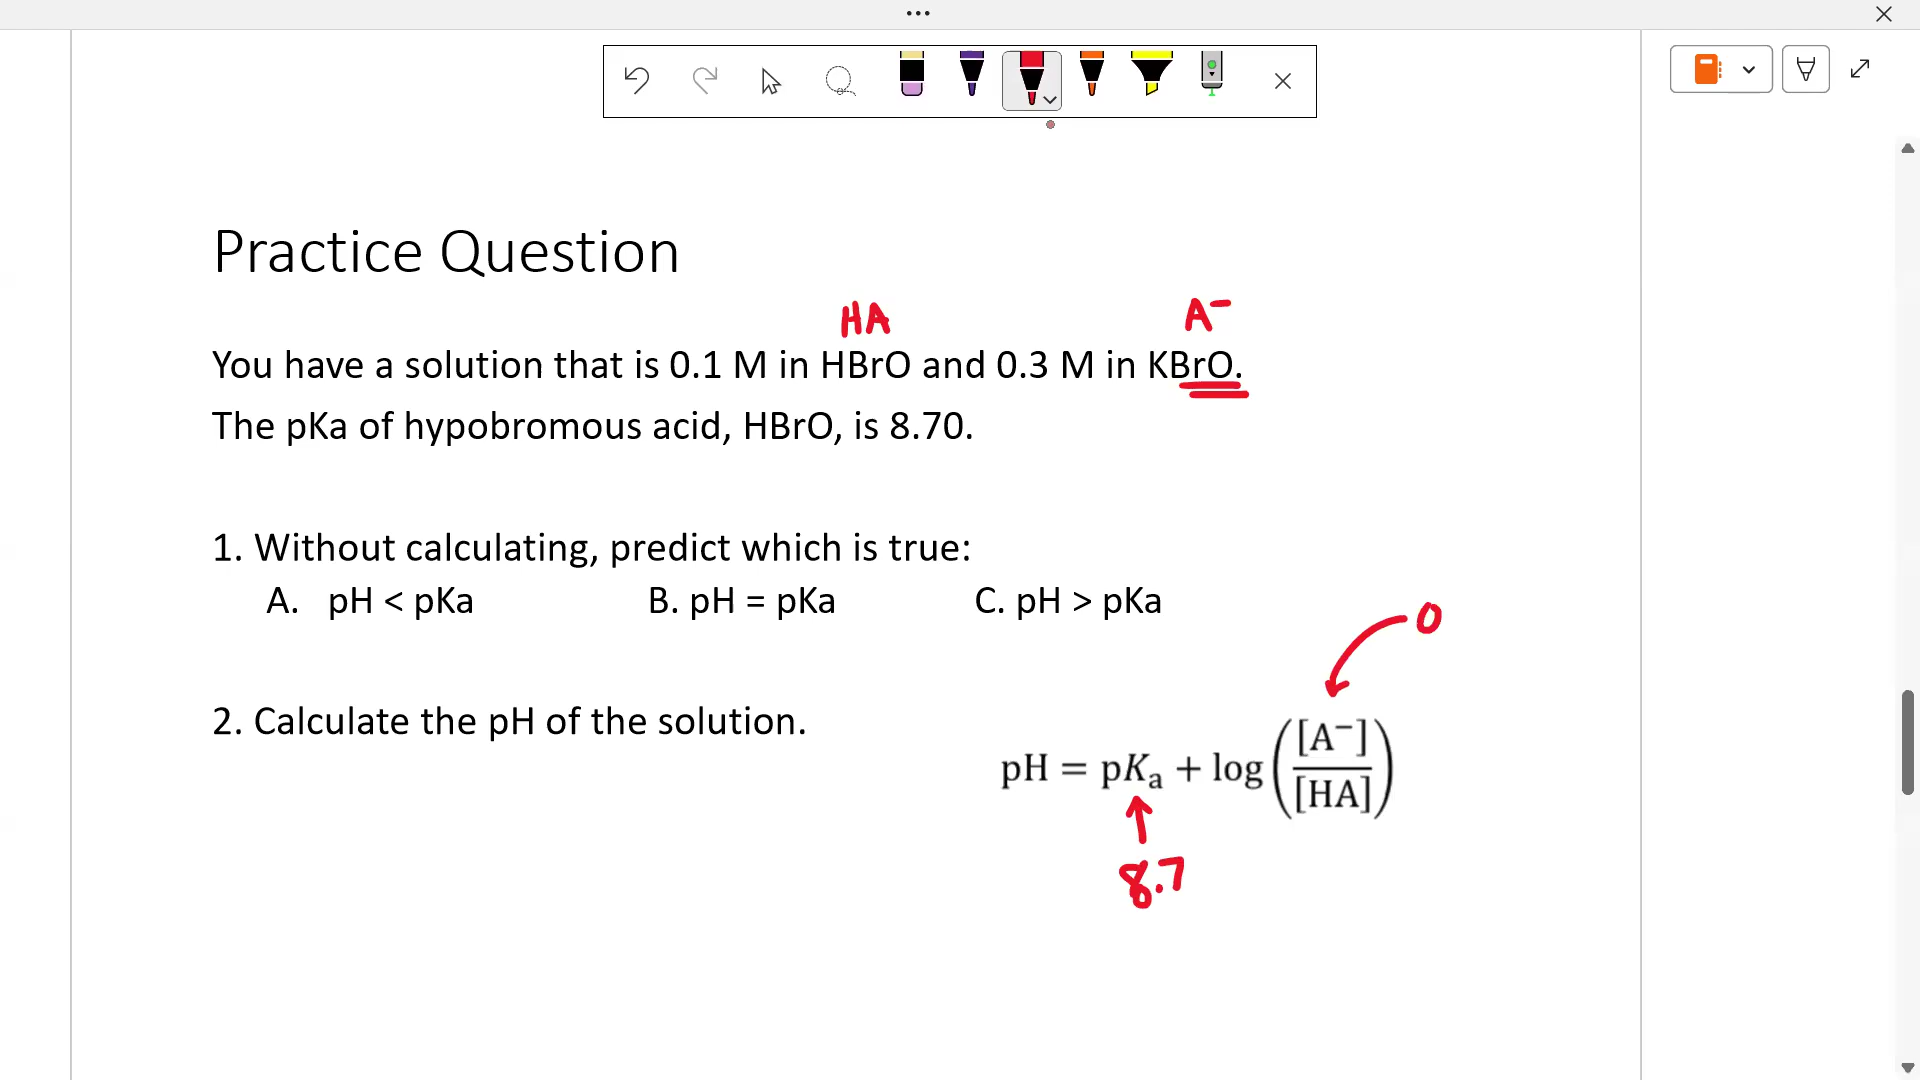 Practice Question
HA A⁻
You have a solution that is 0.1 M in HBrO and 0.3 M in KBrO.
The pKa of hypobromous acid, HBrO, is 8.70.
1. Without calculating, predict which is true:
A. pH < pKa B. pH = pKa C. pH > pKa
0
2. Calculate the pH of the solution.
pH = pKₐ + log([A⁻]/[HA])
8.7